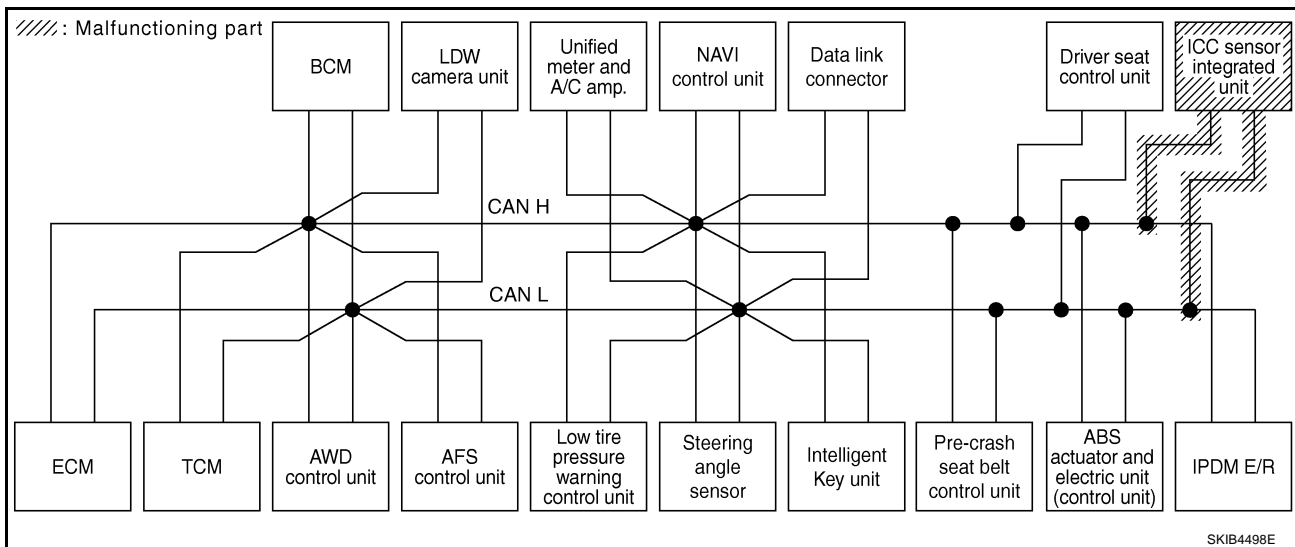 : Malfunctioning part
BCM
LDW
camera unit
Unified
meter and
A/C amp.
NAVI
control unit
Data link
connector
Driver seat
control unit
ICC sensor
integrated
unit
CAN H
CAN L
ECM
TCM
AWD
control unit
AFS
control unit
Low tire
pressure
warning
control unit
Steering
angle
sensor
Intelligent
Key unit
Pre-crash
seat belt
control unit
ABS
actuator and
electric unit
(control unit)
IPDM E/R
SKIB4498E